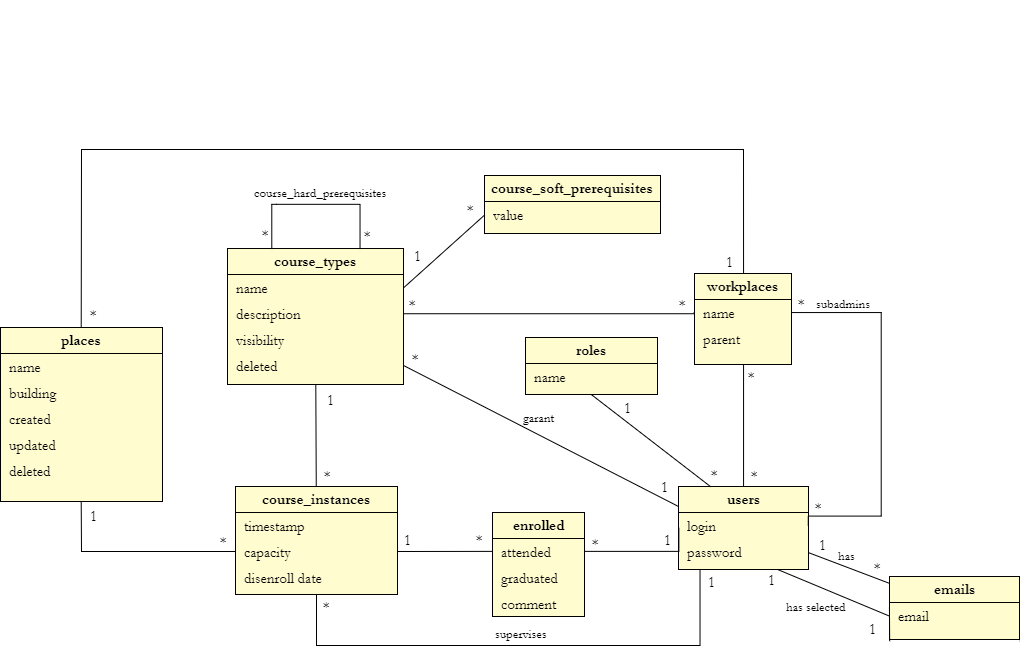 course_hard_prerequisites
*
*
course_soft_prerequisites
value
*
1
course_types
name
description
visibility
deleted
*
*
1
workplaces
name
parent
*
subadmins
*
places
name
building
created
updated
deleted
roles
name
*
garant
1
1
*
*
*
1
*
1
*
course_instances
timestamp
capacity
disenroll date
1
*
enrolled
attended
graduated
comment
*
1
users
login
password
*
1
has
*
1
has selected
1
emails
email
*
supervises
1